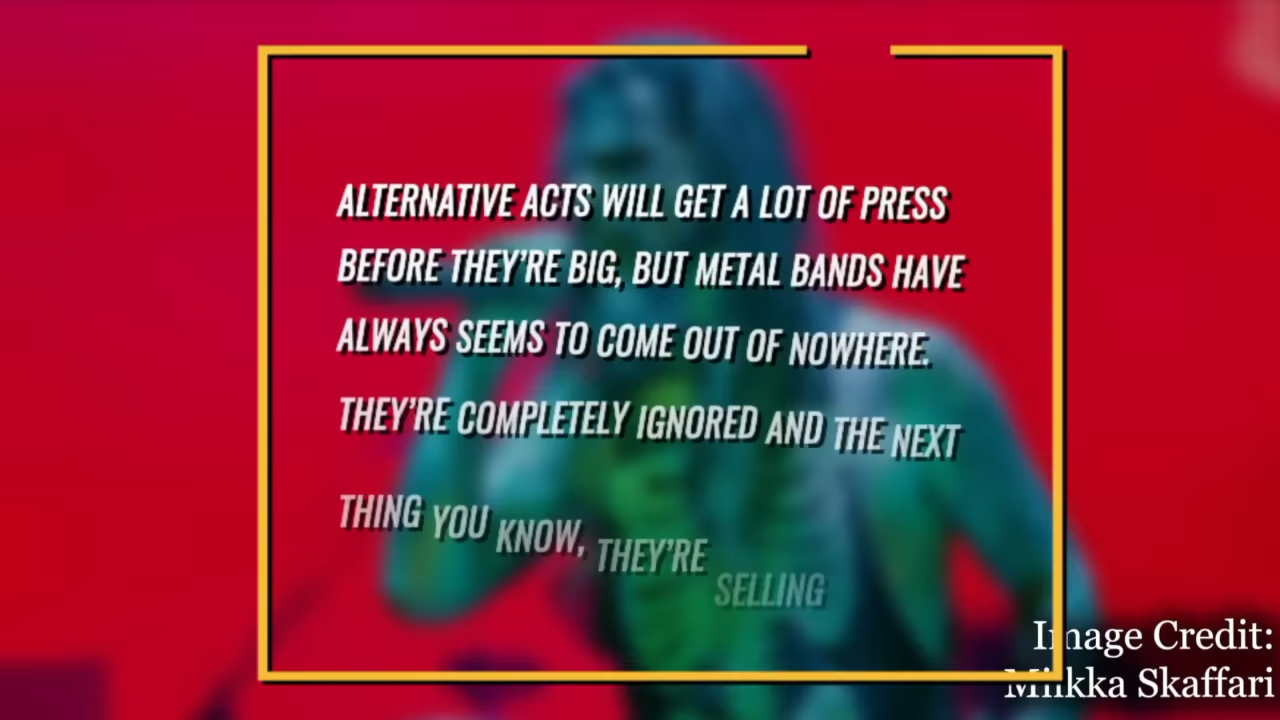 ALTERNATIVE ACTS WILL GET A LOT OF PRESS
BEFORE THEY'RE BIG, BUT METAL BANDS HAVE
ALWAYS SEEMS TO COME OUT OF NOWHERE.
THEY'RE COMPLETELY IGNORED AND THE NEXT
THING YOU KNOW, THEY'RE SELLING
Image Credit:
Miikka Skaffari